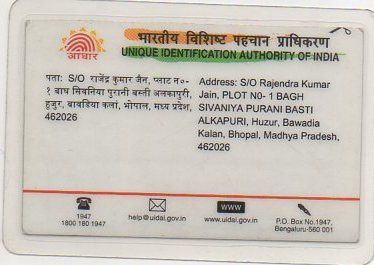 भारतीय विशिष्ट पहचान प्राधिकरण
UNIQUE IDENTIFICATION AUTHORITY OF INDIA
आधार
पता: S/O राजेंद्र कुमार जैन, प्लाट न०-
१ बाघ सिवनिया पुरानी बस्ती अलकापुरी,
हुजुर, बावडिया कलां, भोपाल, मध्य प्रदेश,
462026
Address: S/O Rajendra Kumar
Jain, PLOT N0- 1 BAGH
SIVANIYA PURANI BASTI
ALKAPURI, Huzur, Bawadia
Kalan, Bhopal, Madhya Pradesh,
462026
1947
1800 180 1947
help@uidai.gov.in
www
www.uidai.gov.in
P.O. Box No.1947,
Bengaluru-560 001